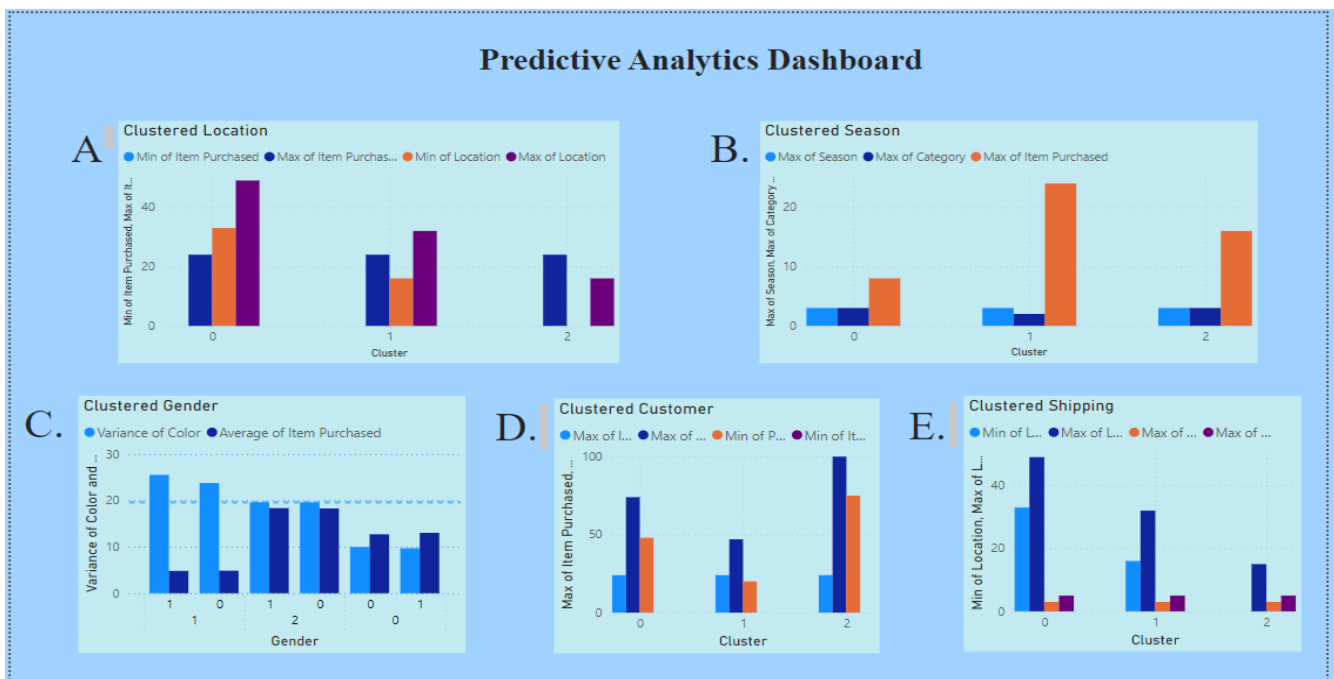 Predictive Analytics Dashboard
A
Clustered Location
Min of Item Purchased Max of Item Purchas... Min of Location Max of Location
Min of Item Purchased, Max of It...
40
20
0
0 1 2
Cluster
B.
Clustered Season
Max of Season Max of Category Max of Item Purchased
Max of Season, Max of Category ...
20
10
0
0 1 2
Cluster
C.
Clustered Gender
Variance of Color Average of Item Purchased
Variance of Color and ...
30
20
10
0
1 0 1 0 0 1
1 2 0
Gender
D.
Clustered Customer
Max of I... Max of ... Min of P... Min of It...
Max of Item Purchased, ...
100
50
0
0 1 2
Cluster
E.
Clustered Shipping
Min of L... Max of L... Max of ... Max of ...
Min of Location, Max of L...
40
20
0
0 1 2
Cluster